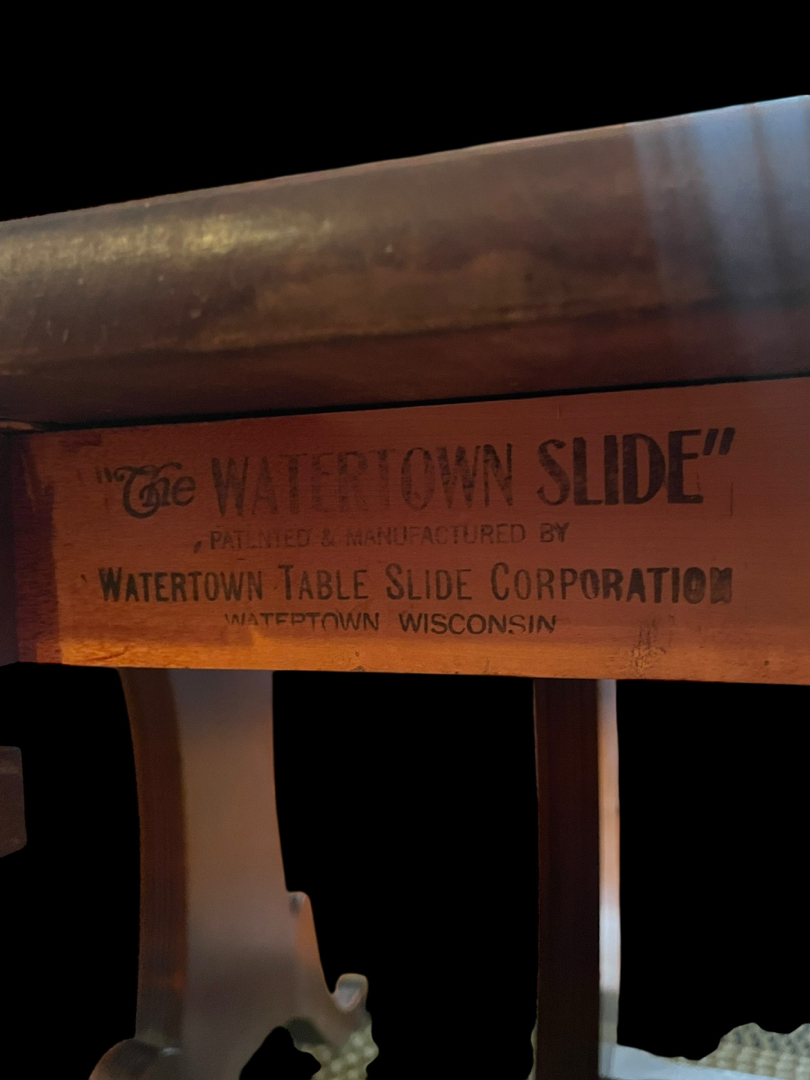 "The WATERTOWN SLIDE"
PATENTED & MANUFACTURED BY
WATERTOWN TABLE SLIDE CORPORATION
WATERTOWN WISCONSIN